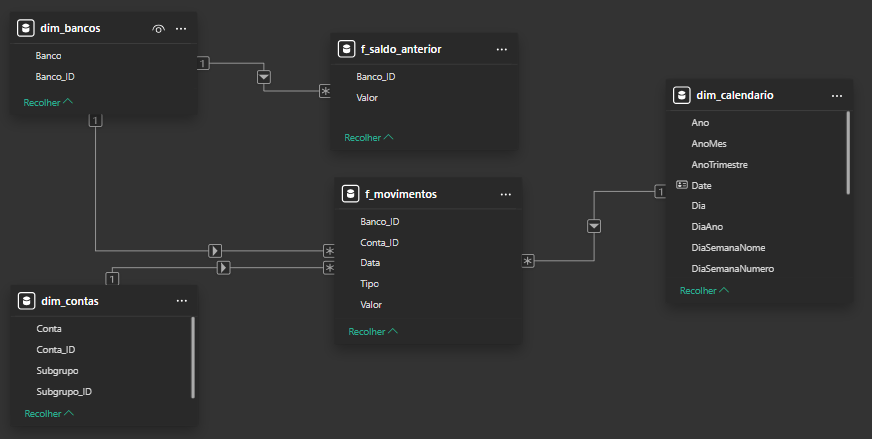 dim_bancos
Banco
Banco_ID
Recolher
1
1
f_saldo_anterior
Banco_ID
Valor
Recolher
*
dim_calendario
Ano
AnoMes
AnoTrimestre
Date
Dia
DiaAno
DiaSemanaNome
DiaSemanaNumero
Recolher
1
f_movimentos
Banco_ID
Conta_ID
Data
Tipo
Valor
Recolher
*
*
*
1
dim_contas
Conta
Conta_ID
Subgrupo
Subgrupo_ID
Recolher